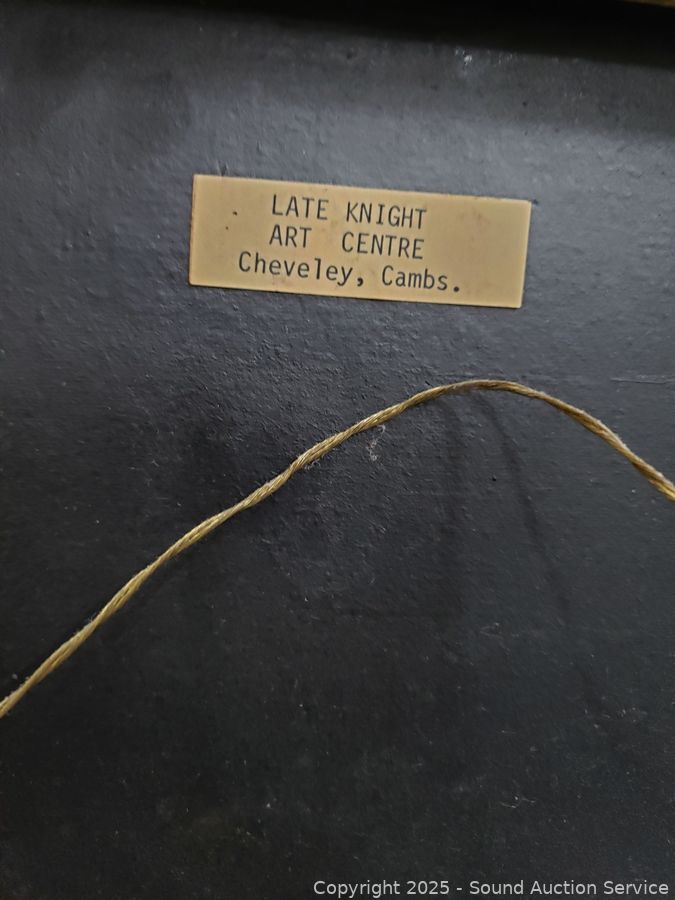 LATE KNIGHT
ART CENTRE
Cheveley, Cambs.
Copyright 2025 - Sound Auction Service